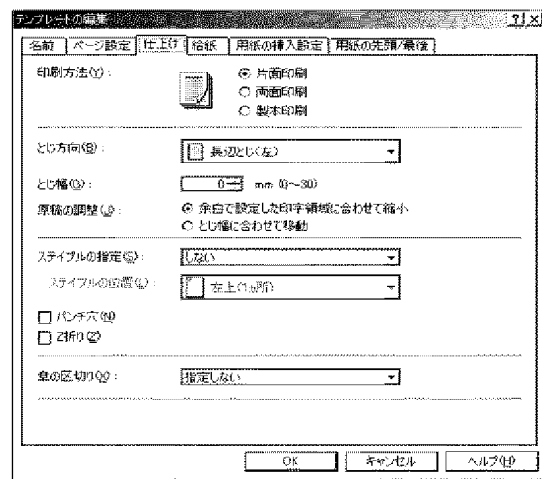 テンプレートの編集
名前 ページ設定 仕上げ 給紙 用紙の挿入設定 用紙の先頭/最後
印刷方法(Y):
片面印刷
両面印刷
製本印刷
とじ方向(B):
長辺とじ(左)
とじ幅(G):
0 mm (0~30)
原稿の調整(J):
余白で設定した印字領域に合わせて縮小
とじ幅に合わせて移動
ステイプルの指定(S):
しない
ステイプルの位置(L):
左上(1ヵ所)
パンチ穴(N)
Z折り(Z)
章の区切り(X):
指定しない
OK キャンセル ヘルプ(H)